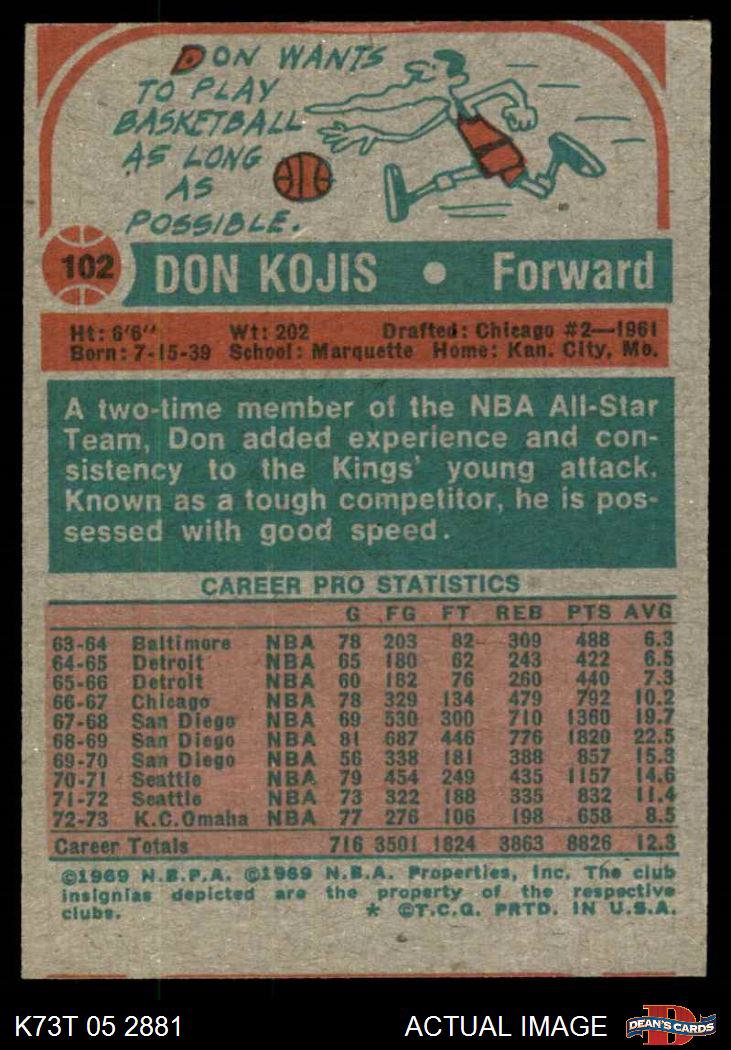 DON WANTS
TO PLAY
BASKETBALL
AS LONG
AS
POSSIBLE.
102 DON KOJIS • Forward
Ht: 6'6" Wt: 202 Drafted: Chicago #2—1961
Born: 7-15-39 School: Marquette Home: Kan. City, Mo.
A two-time member of the NBA All-Star
Team, Don added experience and con-
sistency to the Kings' young attack.
Known as a tough competitor, he is pos-
sessed with good speed.
CAREER PRO STATISTICS
G FG FT REB PTS AVG
63-64 Baltimore NBA 78 203 82 309 488 6.3
64-65 Detroit NBA 65 180 62 243 422 6.5
65-66 Detroit NBA 60 182 76 260 440 7.3
66-67 Chicago NBA 78 329 134 479 792 10.2
67-68 San Diego NBA 69 530 300 710 1360 19.7
68-69 San Diego NBA 81 687 446 776 1820 22.5
69-70 San Diego NBA 56 338 181 388 857 15.3
70-71 Seattle NBA 79 454 249 435 1157 14.6
71-72 Seattle NBA 73 322 188 335 832 11.4
72-73 K.C. Omaha NBA 77 276 106 198 658 8.5
Career Totals 716 3501 1824 3863 8826 12.3
©1969 N.B.P.A. ©1969 N.B.A. Properties, Inc. The club
insignias depicted are the property of the respective
clubs. * ©T.C.G. PRTD. IN U.S.A.
K73T 05 2881 ACTUAL IMAGE D DEAN'S CARDS